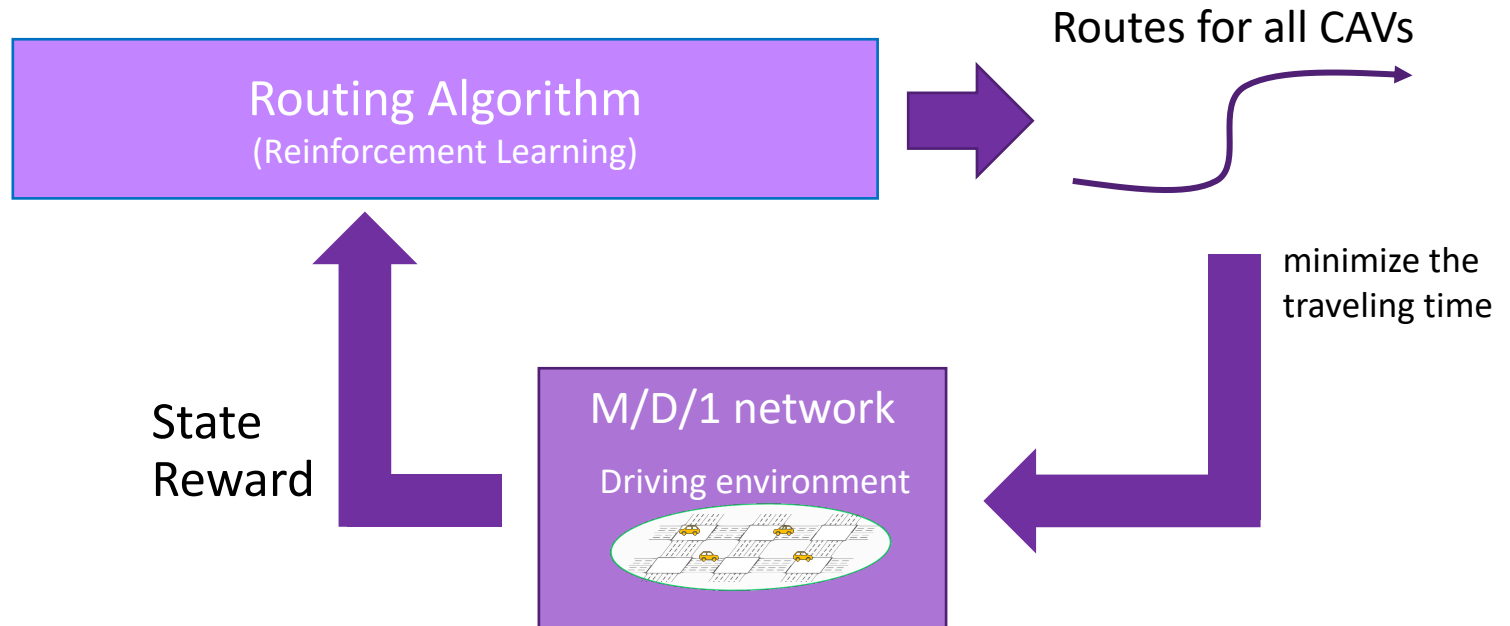 Routing Algorithm
(Reinforcement Learning)
Routes for all CAVs
minimize the
traveling time
State
Reward
M/D/1 network
Driving environment